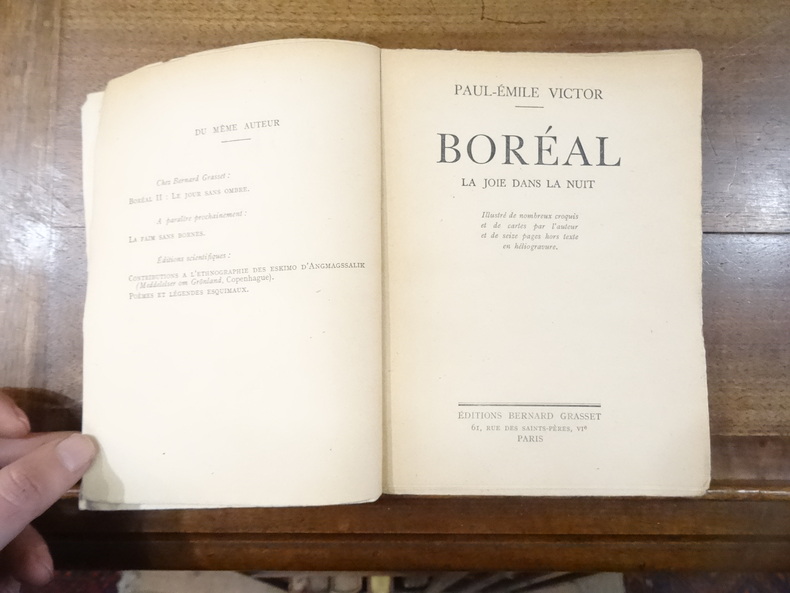 DU MÊME AUTEUR
Chez Bernard Grasset :
BORÉAL II : LE JOUR SANS OMBRE.
A paraître prochainement :
LA FAIM SANS BORNES.
Éditions scientifiques :
CONTRIBUTIONS A L'ETHNOGRAPHIE DES ESKIMO D'ANGMAGSSALIK
(Middelelser om Grönland, Copenhague).
POÈMES ET LÉGENDES ESQUIMAUX.
PAUL-ÉMILE VICTOR
BORÉAL
LA JOIE DANS LA NUIT
Illustré de nombreux croquis
et de cartes par l'auteur
et de seize pages hors texte
en héliogravure.
ÉDITIONS BERNARD GRASSET
61, RUE DES SAINTS-PÈRES, VIᵉ
PARIS